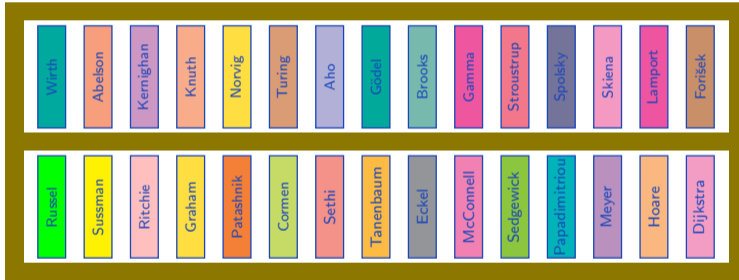 Wirth
Abelson
Kernighan
Knuth
Norvig
Turing
Aho
Gödel
Brooks
Gamma
Stroustrup
Spolsky
Skiena
Lamport
Forišek
Russel
Sussman
Ritchie
Graham
Patashnik
Cormen
Sethi
Tanenbaum
Eckel
McConnell
Sedgewick
Papadimitriou
Meyer
Hoare
Dijkstra